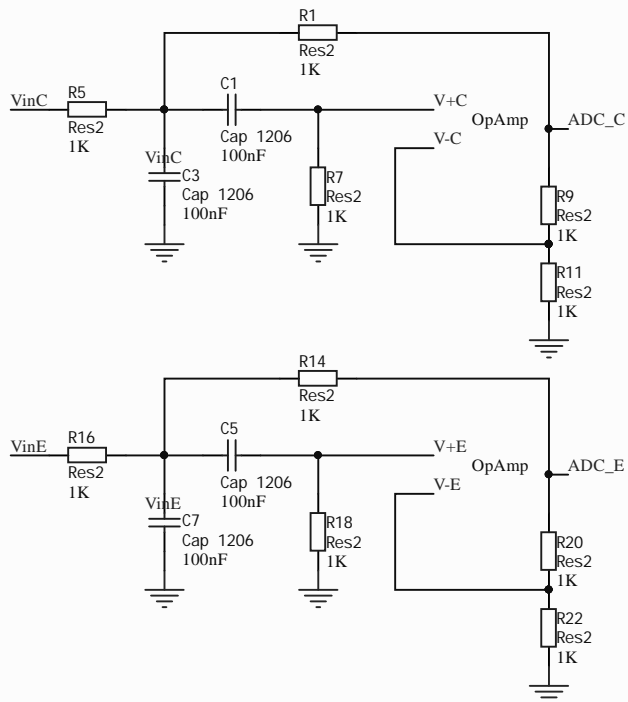 R1
Res2
1K
VinC
R5
Res2
1K
C1
Cap 1206
100nF
V+C
OpAmp
ADC_C
V-C
VinC
C3
Cap 1206
100nF
R7
Res2
1K
R9
Res2
1K
R11
Res2
1K
R14
Res2
1K
VinE
R16
Res2
1K
C5
Cap 1206
100nF
V+E
OpAmp
ADC_E
V-E
VinE
C7
Cap 1206
100nF
R18
Res2
1K
R20
Res2
1K
R22
Res2
1K